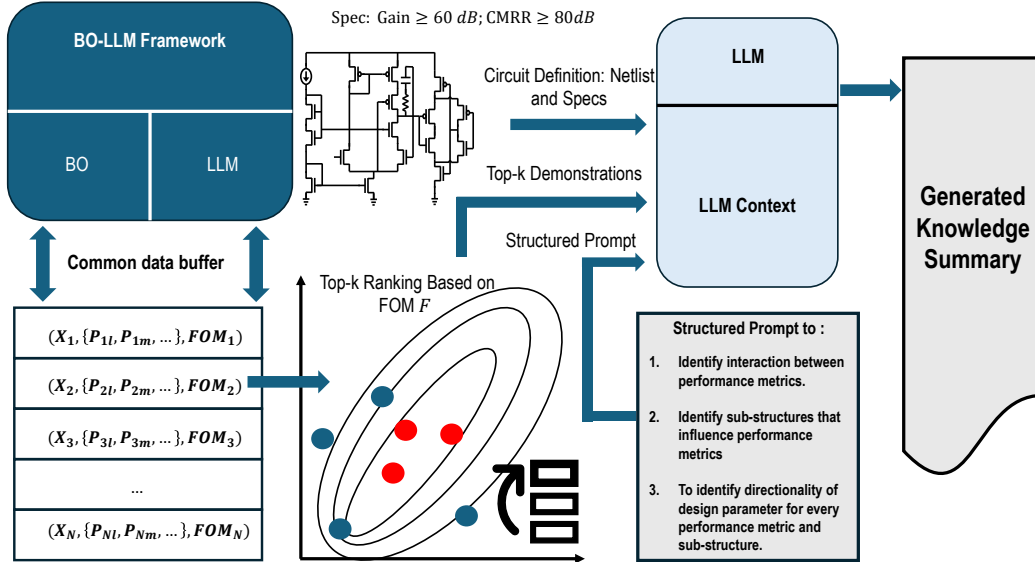 Spec: Gain ≥ 60 dB; CMRR ≥ 80dB
BO-LLM Framework
BO
LLM
Common data buffer
(X₁, {P₁ₗ, P₁ₘ, …}, FOM₁)
(X₂, {P₂ₗ, P₂ₘ, …}, FOM₂)
(X₃, {P₃ₗ, P₃ₘ, …}, FOM₃)
…
(X_N, {P_Nl, P_Nm, …}, FOM_N)
Circuit Definition: Netlist
and Specs
Top-k Demonstrations
Structured Prompt
Top-k Ranking Based on
FOM F
LLM
LLM Context
Structured Prompt to :
1. Identify interaction between
performance metrics.
2. Identify sub-structures that
influence performance
metrics
3. To identify directionality of
design parameter for every
performance metric and
sub-structure.
Generated
Knowledge
Summary